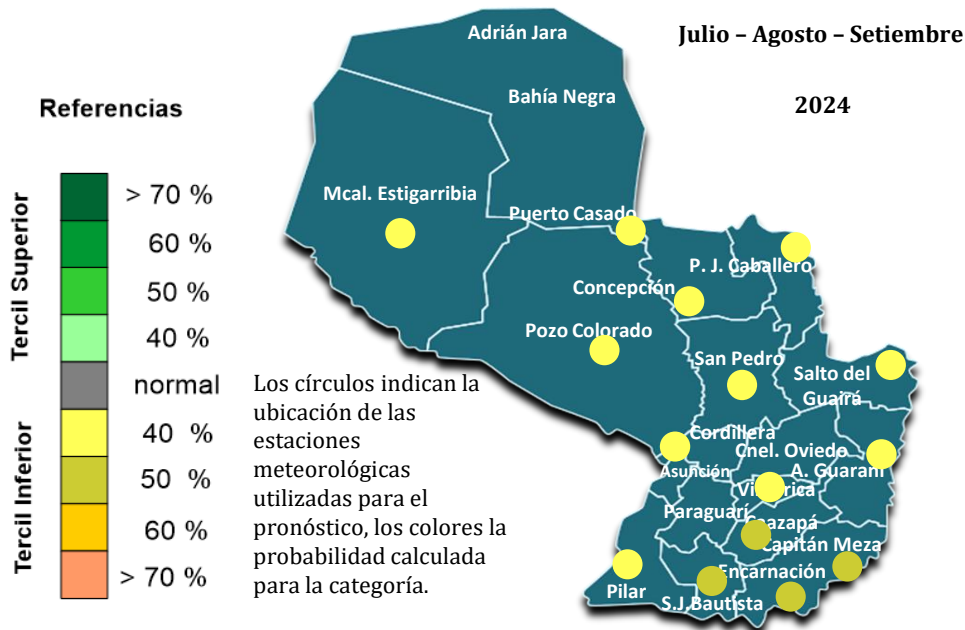 Julio – Agosto – Setiembre
2024
Referencias
Tercil Superior
Tercil Inferior
> 70 %
60 %
50 %
40 %
normal
40 %
50 %
60 %
> 70 %
Los círculos indican la
ubicación de las
estaciones
meteorológicas
utilizadas para el
pronóstico, los colores la
probabilidad calculada
para la categoría.
Adrián Jara
Bahía Negra
Mcal. Estigarribia
Puerto Casado
P. J. Caballero
Concepción
Pozo Colorado
San Pedro
Salto del
Guairá
Cordillera
Cnel. Oviedo
Asunción
A. Guaraní
Villarrica
Paraguarí
Caazapá
Capitán Meza
Encarnación
Pilar
S.J.Bautista